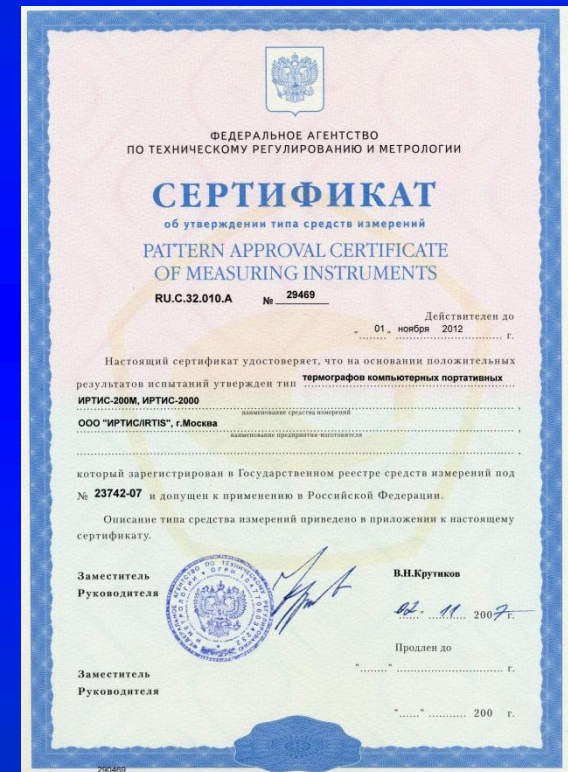 ФЕДЕРАЛЬНОЕ АГЕНТСТВО
ПО ТЕХНИЧЕСКОМУ РЕГУЛИРОВАНИЮ И МЕТРОЛОГИИ
СЕРТИФИКАТ
об утверждении типа средств измерений
PATTERN APPROVAL CERTIFICATE
OF MEASURING INSTRUMENTS
RU.C.32.010.A № 29469
Действителен до
" 01 " ноября 2012 г.
Настоящий сертификат удостоверяет, что на основании положительных
результатов испытаний утвержден тип термографов компьютерных портативных
ИРТИС-200М, ИРТИС-2000
наименование средства измерений
ООО "ИРТИС/IRTIS", г.Москва
наименование предприятия-изготовителя
который зарегистрирован в Государственном реестре средств измерений под
№ 23742-07 и допущен к применению в Российской Федерации.
Описание типа средства измерений приведено в приложении к настоящему
сертификату.
Заместитель
Руководителя
В.Н.Крутиков
02. 11 2007 г.
Продлен до
"......" .............. г.
Заместитель
Руководителя
"......" ........... 200 г.
290469